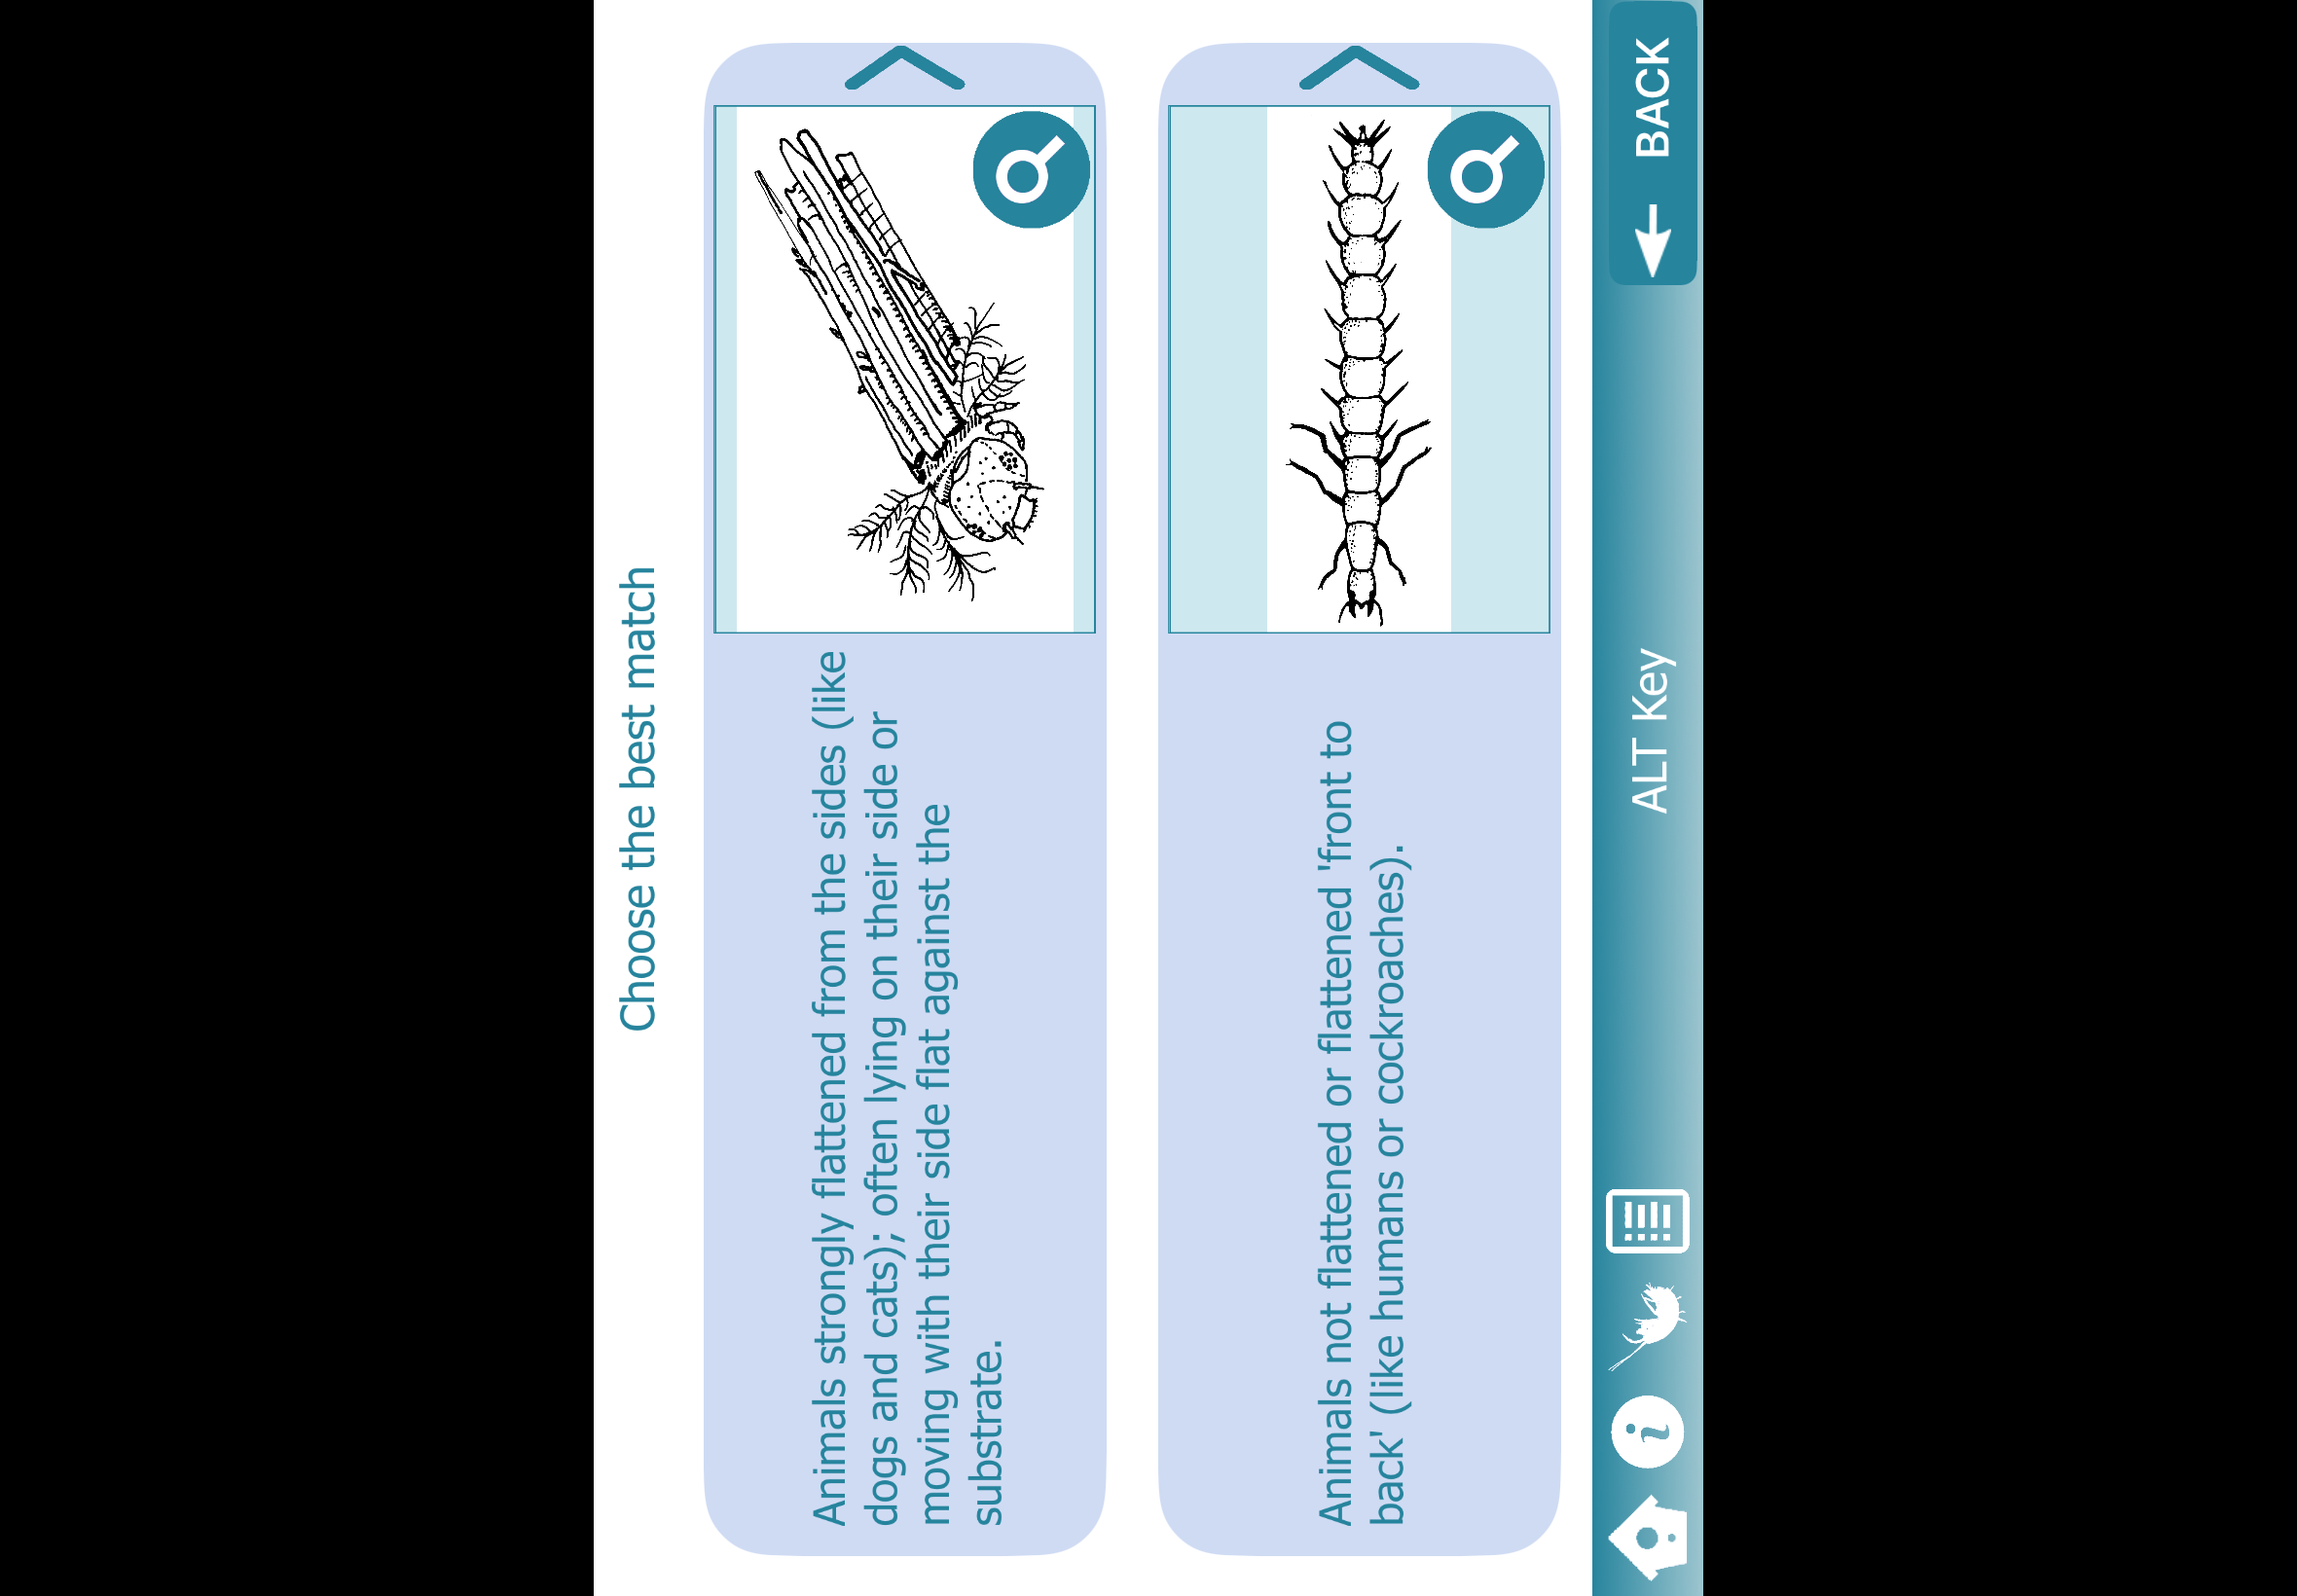 Choose the best match
Animals strongly flattened from the sides (like
dogs and cats); often lying on their side or
moving with their side flat against the
substrate.
Animals not flattened or flattened 'front to
back' (like humans or cockroaches).
i
ALT Key
BACK